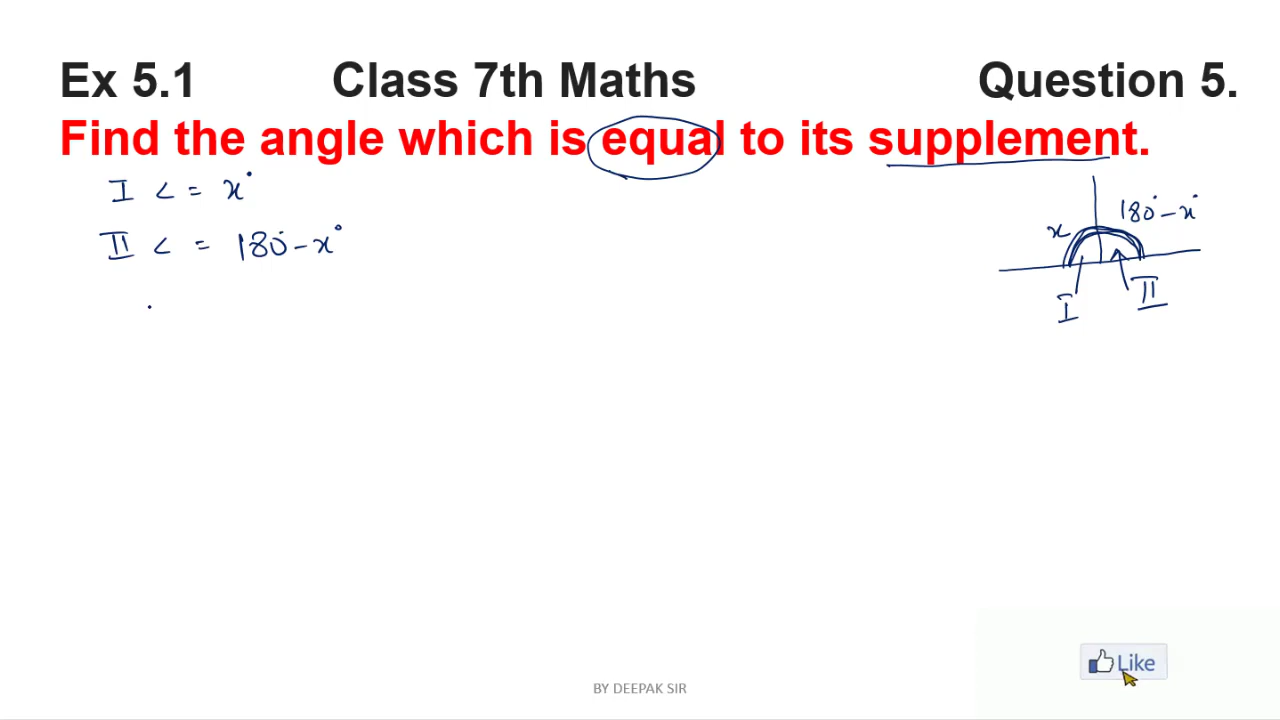 Ex 5.1 Class 7th Maths Question 5.
Find the angle which is equal to its supplement.
I < = x°
II < = 180° - x°
x 180° - x°
I II
Like
BY DEEPAK SIR